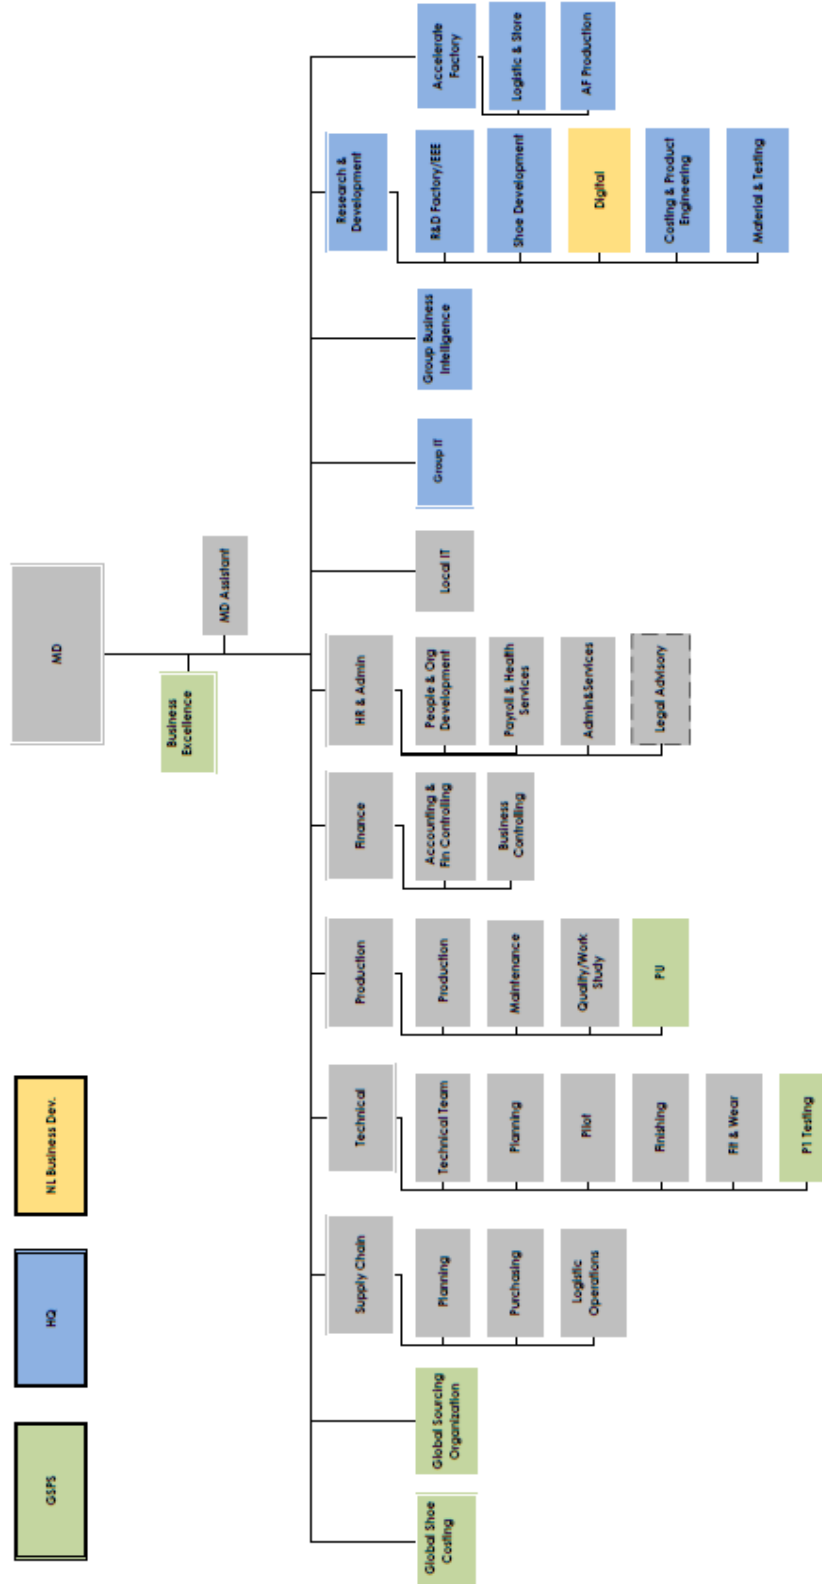 GSPS
HQ
NL Business Dev.
MD
Business
Excellence
MD Assistant
Global Shoe
Costing
Global Sourcing
Organization
Supply Chain
Planning
Purchasing
Logistic
Operations
Technical
Technical Team
Planning
Pilot
Finishing
Fit & Wear
P1 Testing
Production
Production
Maintenance
Quality/Work
Study
PU
Finance
Accounting &
Fin Controlling
Business
Controlling
HR & Admin
People & Org
Development
Payroll & Health
Services
Admin&Services
Legal Advisory
Local IT
Group IT
Group Business
Intelligence
Research &
Development
R&D Factory/EEE
Shoe Development
Digital
Costing & Product
Engineering
Material & Testing
Accelerate
Factory
Logistic & Store
AF Production